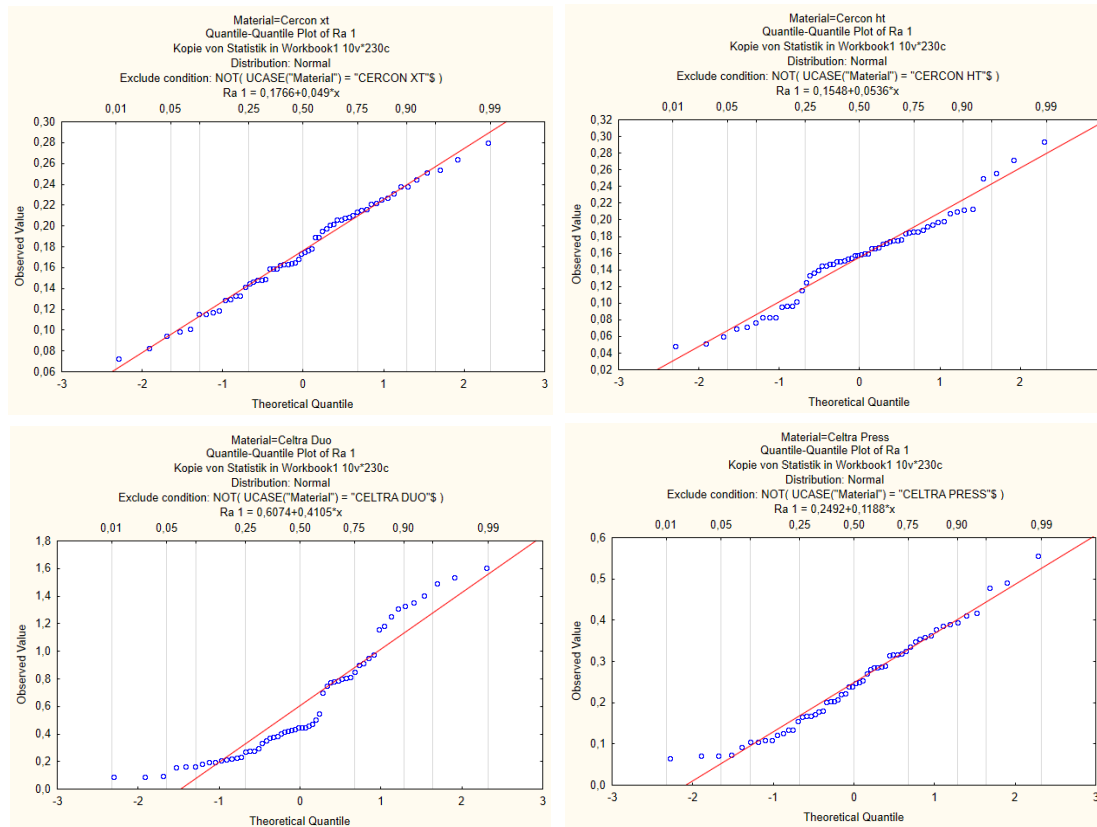 Material=Cercon xt
Quantile-Quantile Plot of Ra 1
Kopie von Statistik in Workbook1 10v*230c
Distribution: Normal
Exclude condition: NOT( UCASE("Material") = "CERCON XT"$ )
Ra 1 = 0,1766+0,049*x
0,01 0,05 0,25 0,50 0,75 0,90 0,99
0,30
0,28
0,26
0,24
0,22
0,20
0,18
0,16
0,14
0,12
0,10
0,08
0,06
Observed Value
-3 -2 -1 0 1 2 3
Theoretical Quantile
Material=Cercon ht
Quantile-Quantile Plot of Ra 1
Kopie von Statistik in Workbook1 10v*230c
Distribution: Normal
Exclude condition: NOT( UCASE("Material") = "CERCON HT"$ )
Ra 1 = 0,1548+0,0536*x
0,01 0,05 0,25 0,50 0,75 0,90 0,99
0,32
0,30
0,28
0,26
0,24
0,22
0,20
0,18
0,16
0,14
0,12
0,10
0,08
0,06
0,04
0,02
Observed Value
-3 -2 -1 0 1 2
Theoretical Quantile
Material=Celtra Duo
Quantile-Quantile Plot of Ra 1
Kopie von Statistik in Workbook1 10v*230c
Distribution: Normal
Exclude condition: NOT( UCASE("Material") = "CELTRA DUO"$ )
Ra 1 = 0,6074+0,4105*x
0,01 0,05 0,25 0,50 0,75 0,90 0,99
1,8
1,6
1,4
1,2
1,0
0,8
0,6
0,4
0,2
0,0
Observed Value
-3 -2 -1 0 1 2 3
Theoretical Quantile
Material=Celtra Press
Quantile-Quantile Plot of Ra 1
Kopie von Statistik in Workbook1 10v*230c
Distribution: Normal
Exclude condition: NOT( UCASE("Material") = "CELTRA PRESS"$ )
Ra 1 = 0,2492+0,1188*x
0,01 0,05 0,25 0,50 0,75 0,90 0,99
0,6
0,5
0,4
0,3
0,2
0,1
0,0
Observed Value
-3 -2 -1 0 1 2 3
Theoretical Quantile